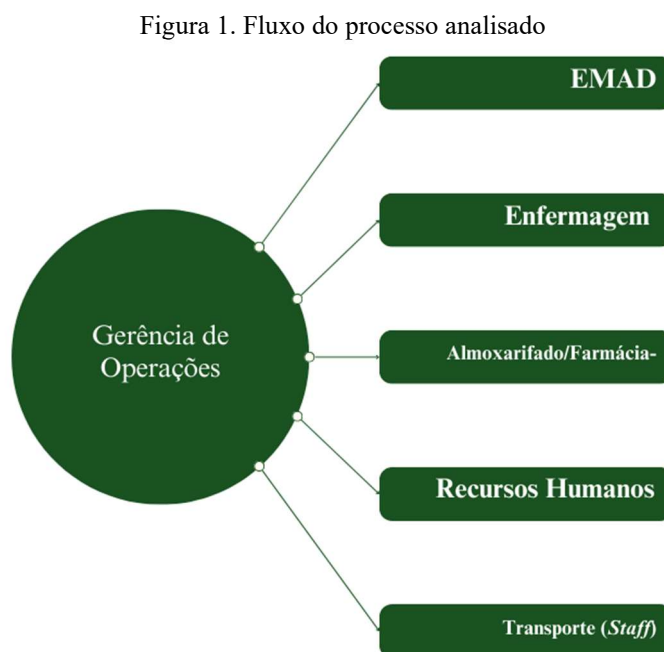 Figura 1. Fluxo do processo analisado
EMAD
Enfermagem
Gerência de
Operações
Almoxarifado/Farmácia-
Recursos Humanos
Transporte (Staff)